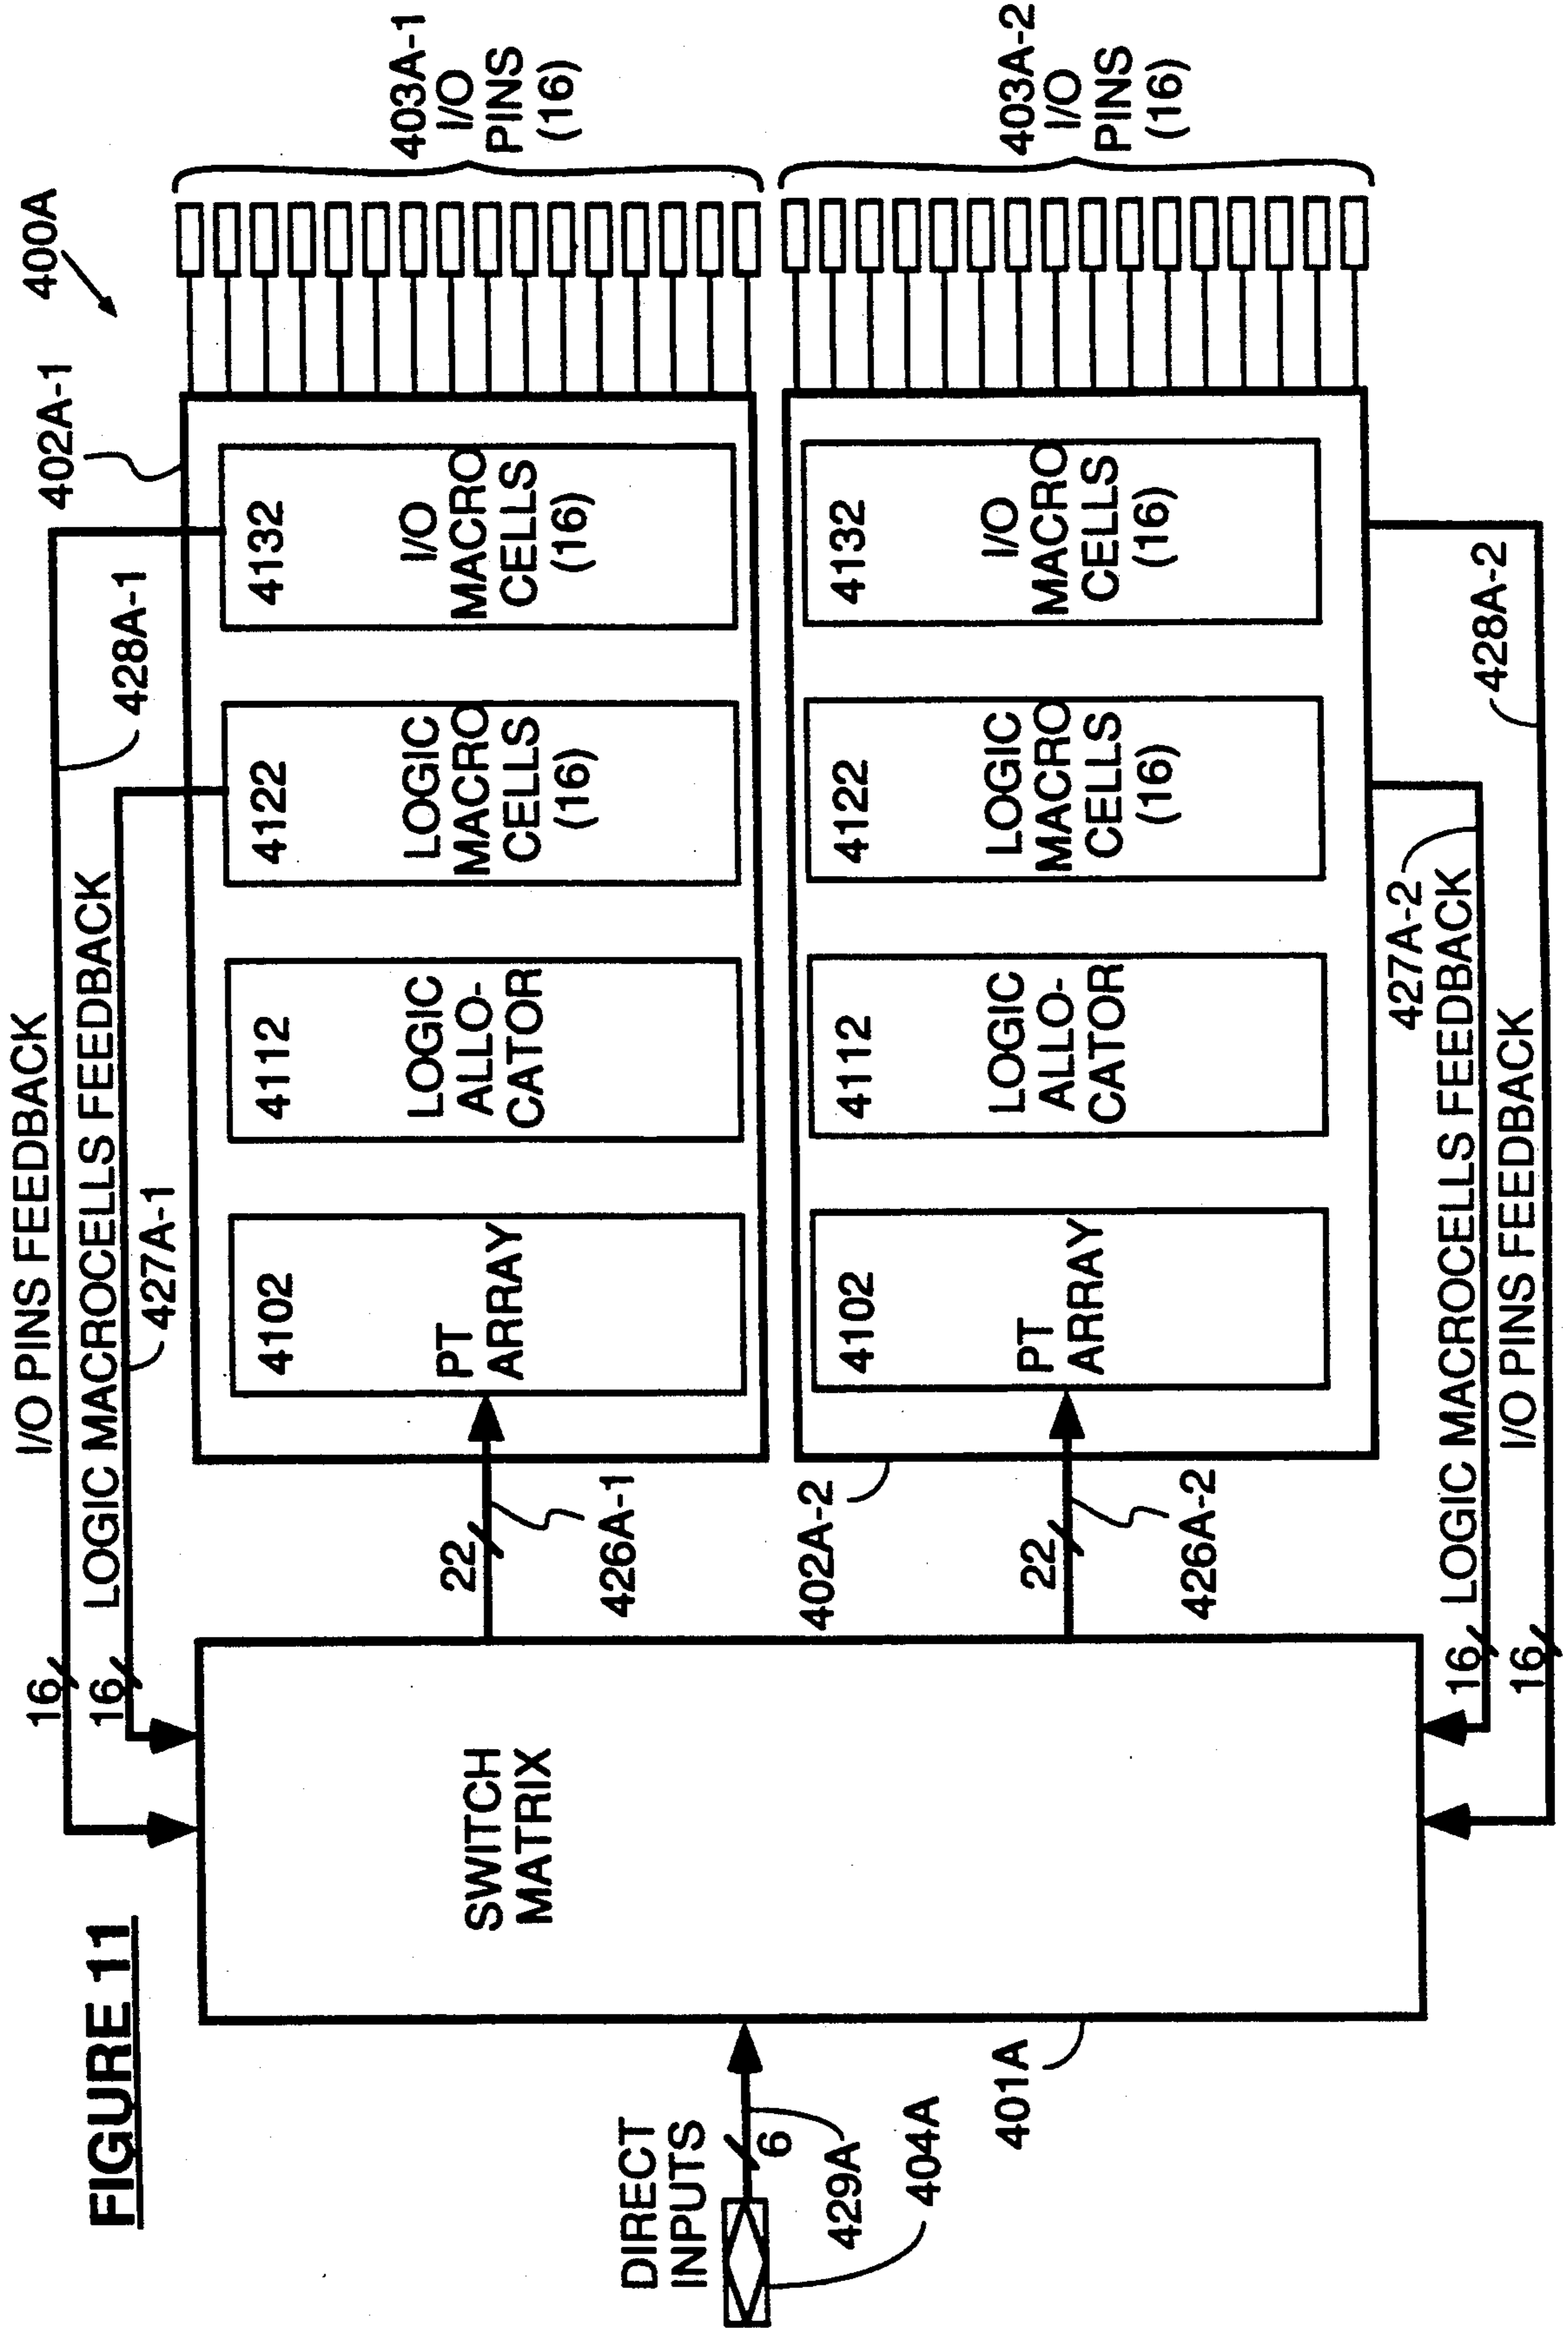 FIGURE 11
400A
I/O PINS FEEDBACK
428A-1
16
LOGIC MACROCELLS FEEDBACK
427A-1
16
402A-1
DIRECT
INPUTS
6
429A
404A
SWITCH
MATRIX
401A
22
426A-1
4102
PT
ARRAY
4112
LOGIC
ALLO-
CATOR
4122
LOGIC
MACRO
CELLS
(16)
4132
I/O
MACRO
CELLS
(16)
403A-1
I/O
PINS
(16)
22
426A-2
402A-2
4102
PT
ARRAY
4112
LOGIC
ALLO-
CATOR
4122
LOGIC
MACRO
CELLS
(16)
4132
I/O
MACRO
CELLS
(16)
403A-2
I/O
PINS
(16)
427A-2
16
LOGIC MACROCELLS FEEDBACK
428A-2
16
I/O PINS FEEDBACK